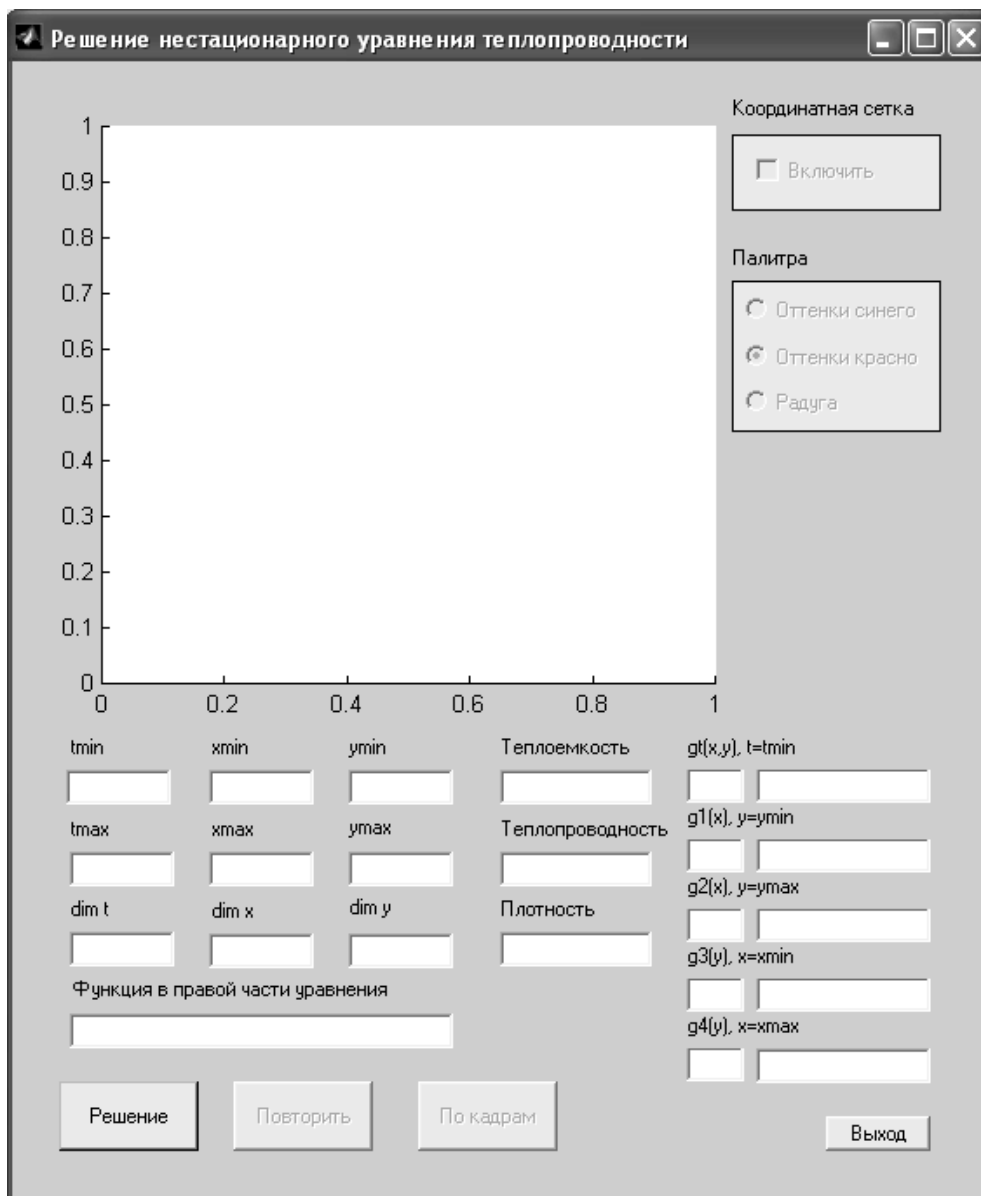 Решение нестационарного уравнения теплопроводности
Координатная сетка
Включить
Палитра
Оттенки синего
Оттенки красно
Радуга
1
0.9
0.8
0.7
0.6
0.5
0.4
0.3
0.2
0.1
0
0 0.2 0.4 0.6 0.8 1
tmin xmin ymin Теплоемкость gt(x,y), t=tmin
g1(x), y=ymin
tmax xmax ymax Теплопроводность
g2(x), y=ymax
dim t dim x dim y Плотность
g3(y), x=xmin
Функция в правой части уравнения
g4(y), x=xmax
Решение Повторить По кадрам Выход